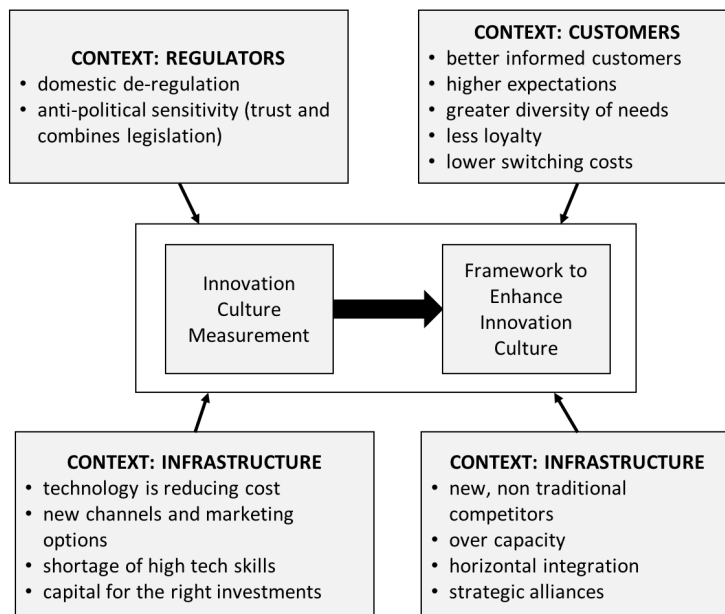 CONTEXT: REGULATORS
• domestic de-regulation
• anti-political sensitivity (trust and
combines legislation)
CONTEXT: CUSTOMERS
• better informed customers
• higher expectations
• greater diversity of needs
• less loyalty
• lower switching costs
Innovation
Culture
Measurement
Framework to
Enhance
Innovation
Culture
CONTEXT: INFRASTRUCTURE
• technology is reducing cost
• new channels and marketing
options
• shortage of high tech skills
• capital for the right investments
CONTEXT: INFRASTRUCTURE
• new, non traditional
competitors
• over capacity
• horizontal integration
• strategic alliances